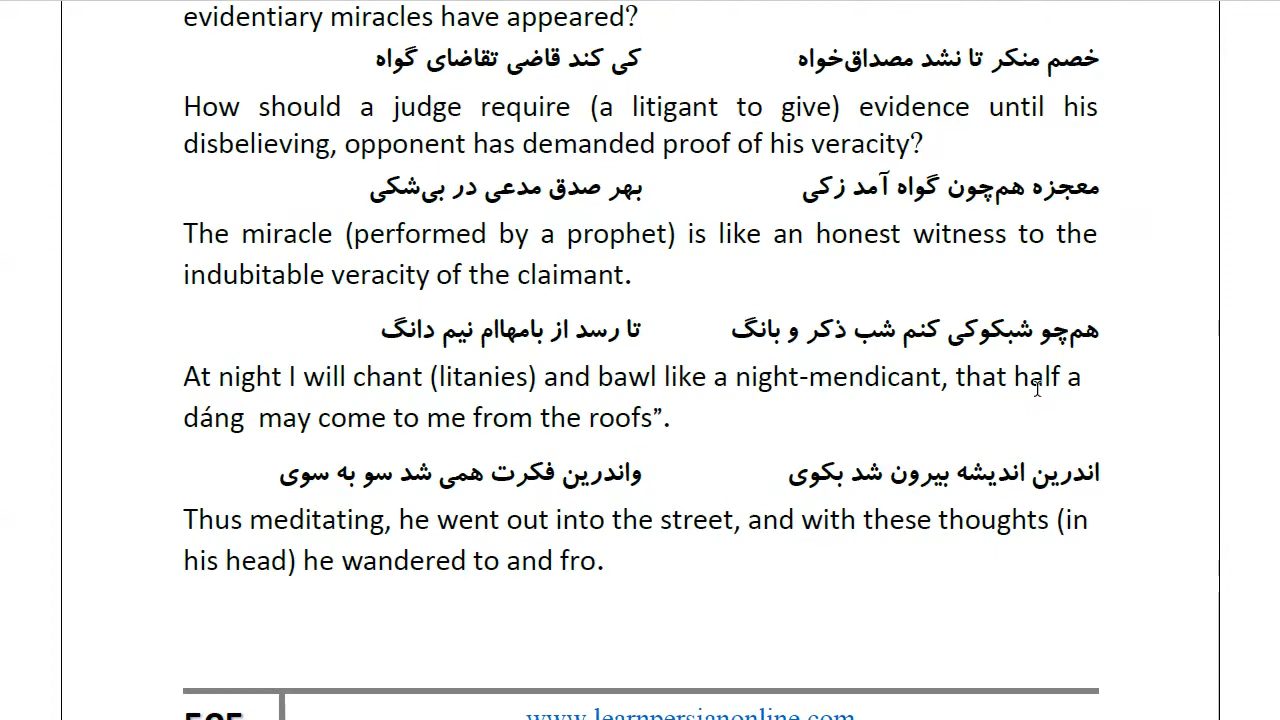 evidentiary miracles have appeared?
خصم منکر تا نشد مصداق‌خواه کی کند قاضی تقاضای گواه
How should a judge require (a litigant to give) evidence until his
disbelieving, opponent has demanded proof of his veracity?
معجزه هم‌چون گواه آمد زکی بهر صدق مدعی در بی‌شکی
The miracle (performed by a prophet) is like an honest witness to the
indubitable veracity of the claimant.
هم‌چو شبکوکی کنم شب ذکر و بانگ تا رسد از بامهاام نیم دانگ
At night I will chant (litanies) and bawl like a night-mendicant, that half a
dáng may come to me from the roofs”.
اندرین اندیشه بیرون شد بکوی واندرین فکرت همی شد سو به سوی
Thus meditating, he went out into the street, and with these thoughts (in
his head) he wandered to and fro.
www.learnpersianonline.com